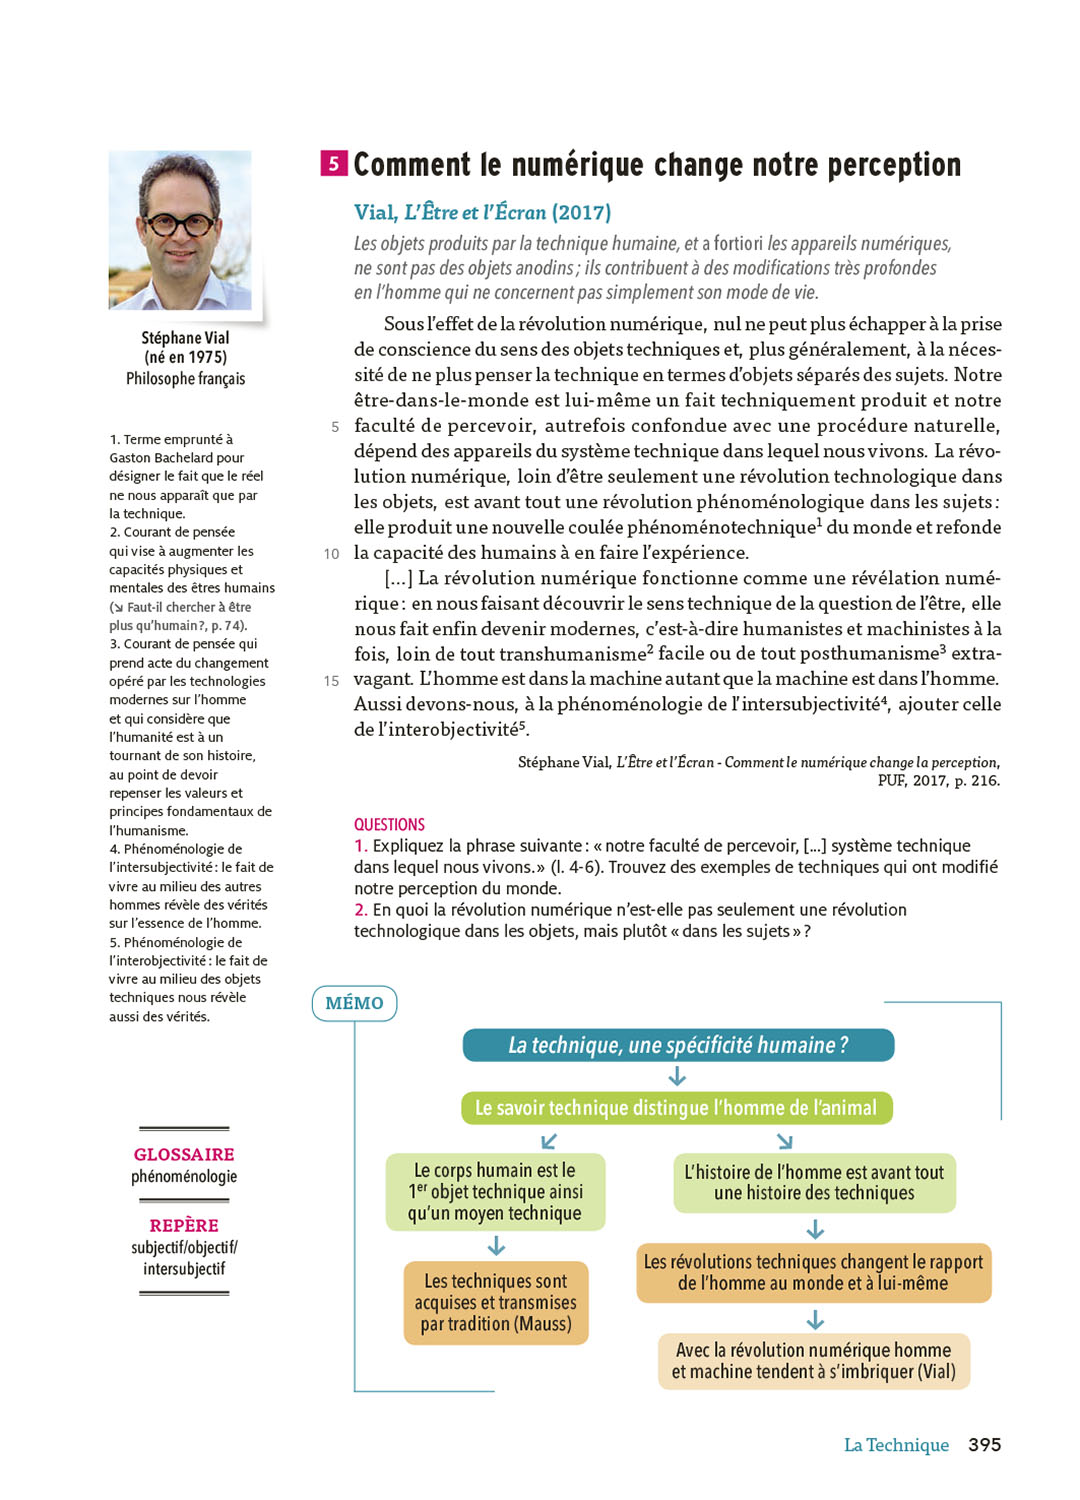 5 Comment le numérique change notre perception
Vial, L'Être et l'Écran (2017)
Les objets produits par la technique humaine, et a fortiori les appareils numériques,
ne sont pas des objets anodins ; ils contribuent à des modifications très profondes
en l'homme qui ne concernent pas simplement son mode de vie.
Sous l'effet de la révolution numérique, nul ne peut plus échapper à la prise
de conscience du sens des objets techniques et, plus généralement, à la néces-
sité de ne plus penser la technique en termes d'objets séparés des sujets. Notre
être-dans-le-monde est lui-même un fait techniquement produit et notre
5 faculté de percevoir, autrefois confondue avec une procédure naturelle,
dépend des appareils du système technique dans lequel nous vivons. La révo-
lution numérique, loin d'être seulement une révolution technologique dans
les objets, est avant tout une révolution phénoménologique dans les sujets :
elle produit une nouvelle coulée phénoménotechnique1 du monde et refonde
10 la capacité des humains à en faire l'expérience.
[…] La révolution numérique fonctionne comme une révélation numé-
rique : en nous faisant découvrir le sens technique de la question de l'être, elle
nous fait enfin devenir modernes, c'est-à-dire humanistes et machinistes à la
fois, loin de tout transhumanisme2 facile ou de tout posthumanisme3 extra-
15 vagant. L'homme est dans la machine autant que la machine est dans l'homme.
Aussi devons-nous, à la phénoménologie de l'intersubjectivité4, ajouter celle
de l'interobjectivité5.
Stéphane Vial, L'Être et l'Écran - Comment le numérique change la perception,
PUF, 2017, p. 216.
Stéphane Vial
(né en 1975)
Philosophe français
1. Terme emprunté à
Gaston Bachelard pour
désigner le fait que le réel
ne nous apparaît que par
la technique.
2. Courant de pensée
qui vise à augmenter les
capacités physiques et
mentales des êtres humains
(↘ Faut-il chercher à être
plus qu'humain ?, p. 74).
3. Courant de pensée qui
prend acte du changement
opéré par les technologies
modernes sur l'homme
et qui considère que
l'humanité est à un
tournant de son histoire,
au point de devoir
repenser les valeurs et
principes fondamentaux de
l'humanisme.
4. Phénoménologie de
l'intersubjectivité : le fait de
vivre au milieu des autres
hommes révèle des vérités
sur l'essence de l'homme.
5. Phénoménologie de
l'interobjectivité : le fait de
vivre au milieu des objets
techniques nous révèle
aussi des vérités.
QUESTIONS
1. Expliquez la phrase suivante : « notre faculté de percevoir, [...] système technique
dans lequel nous vivons. » (l. 4-6). Trouvez des exemples de techniques qui ont modifié
notre perception du monde.
2. En quoi la révolution numérique n'est-elle pas seulement une révolution
technologique dans les objets, mais plutôt « dans les sujets » ?
GLOSSAIRE
phénoménologie
REPÈRE
subjectif/objectif/
intersubjectif
MÉMO
La technique, une spécificité humaine ?
Le savoir technique distingue l'homme de l'animal
Le corps humain est le
1er objet technique ainsi
qu'un moyen technique
Les techniques sont
acquises et transmises
par tradition (Mauss)
L'histoire de l'homme est avant tout
une histoire des techniques
Les révolutions techniques changent le rapport
de l'homme au monde et à lui-même
Avec la révolution numérique homme
et machine tendent à s'imbriquer (Vial)
La Technique 395